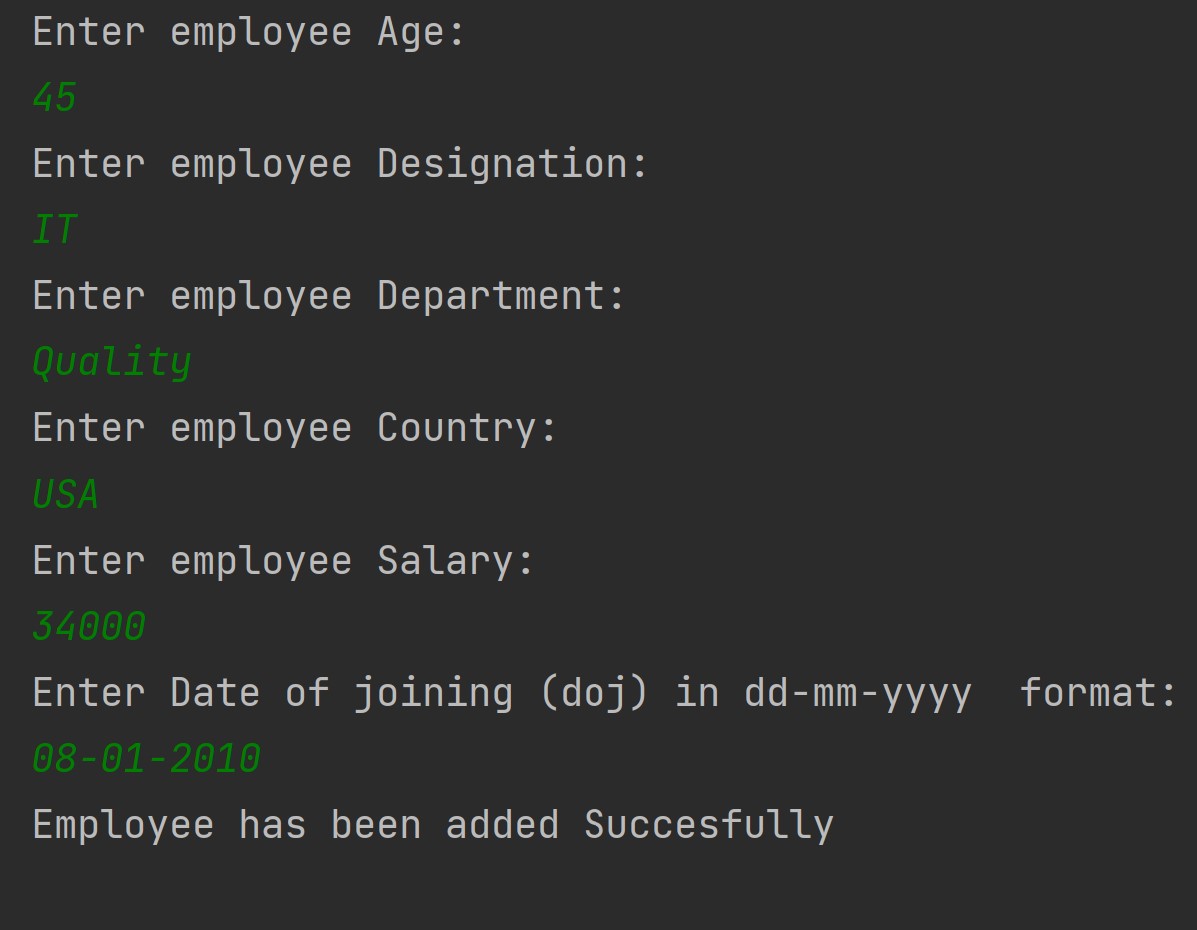 Enter employee Age:
45
Enter employee Designation:
IT
Enter employee Department:
Quality
Enter employee Country:
USA
Enter employee Salary:
34000
Enter Date of joining (doj) in dd-mm-yyyy  format:
08-01-2010
Employee has been added Succesfully